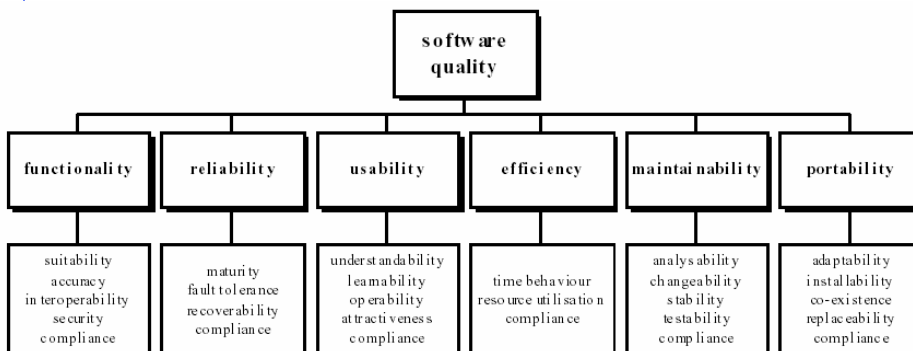 software
quality
functionality
reliability
usability
efficiency
maintainability
portability
suitability
accuracy
interoperability
security
compliance
maturity
fault tolerance
recoverability
compliance
understandability
learnability
operability
attractiveness
compliance
time behaviour
resource utilisation
compliance
analysability
changeability
stability
testability
compliance
adaptability
installability
co-existence
replaceability
compliance